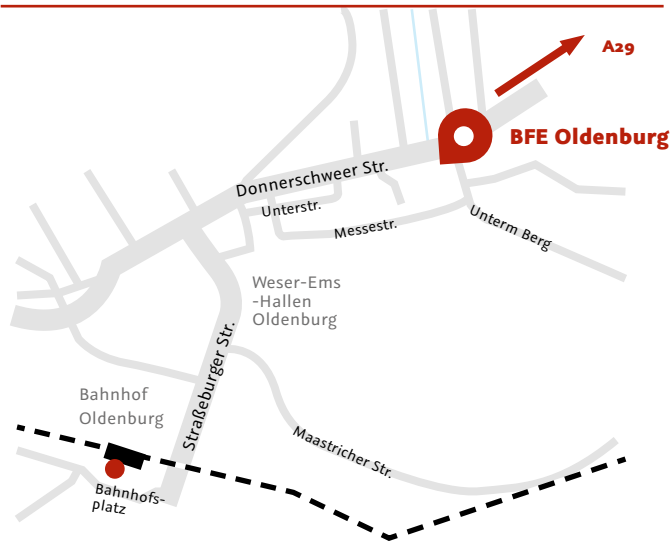 A29
BFE Oldenburg
Donnerschweer Str.
Unterstr.
Messestr.
Unterm Berg
Weser-Ems
-Hallen
Oldenburg
Straßeburger Str.
Bahnhof
Oldenburg
Maastricher Str.
Bahnhofs-
platz